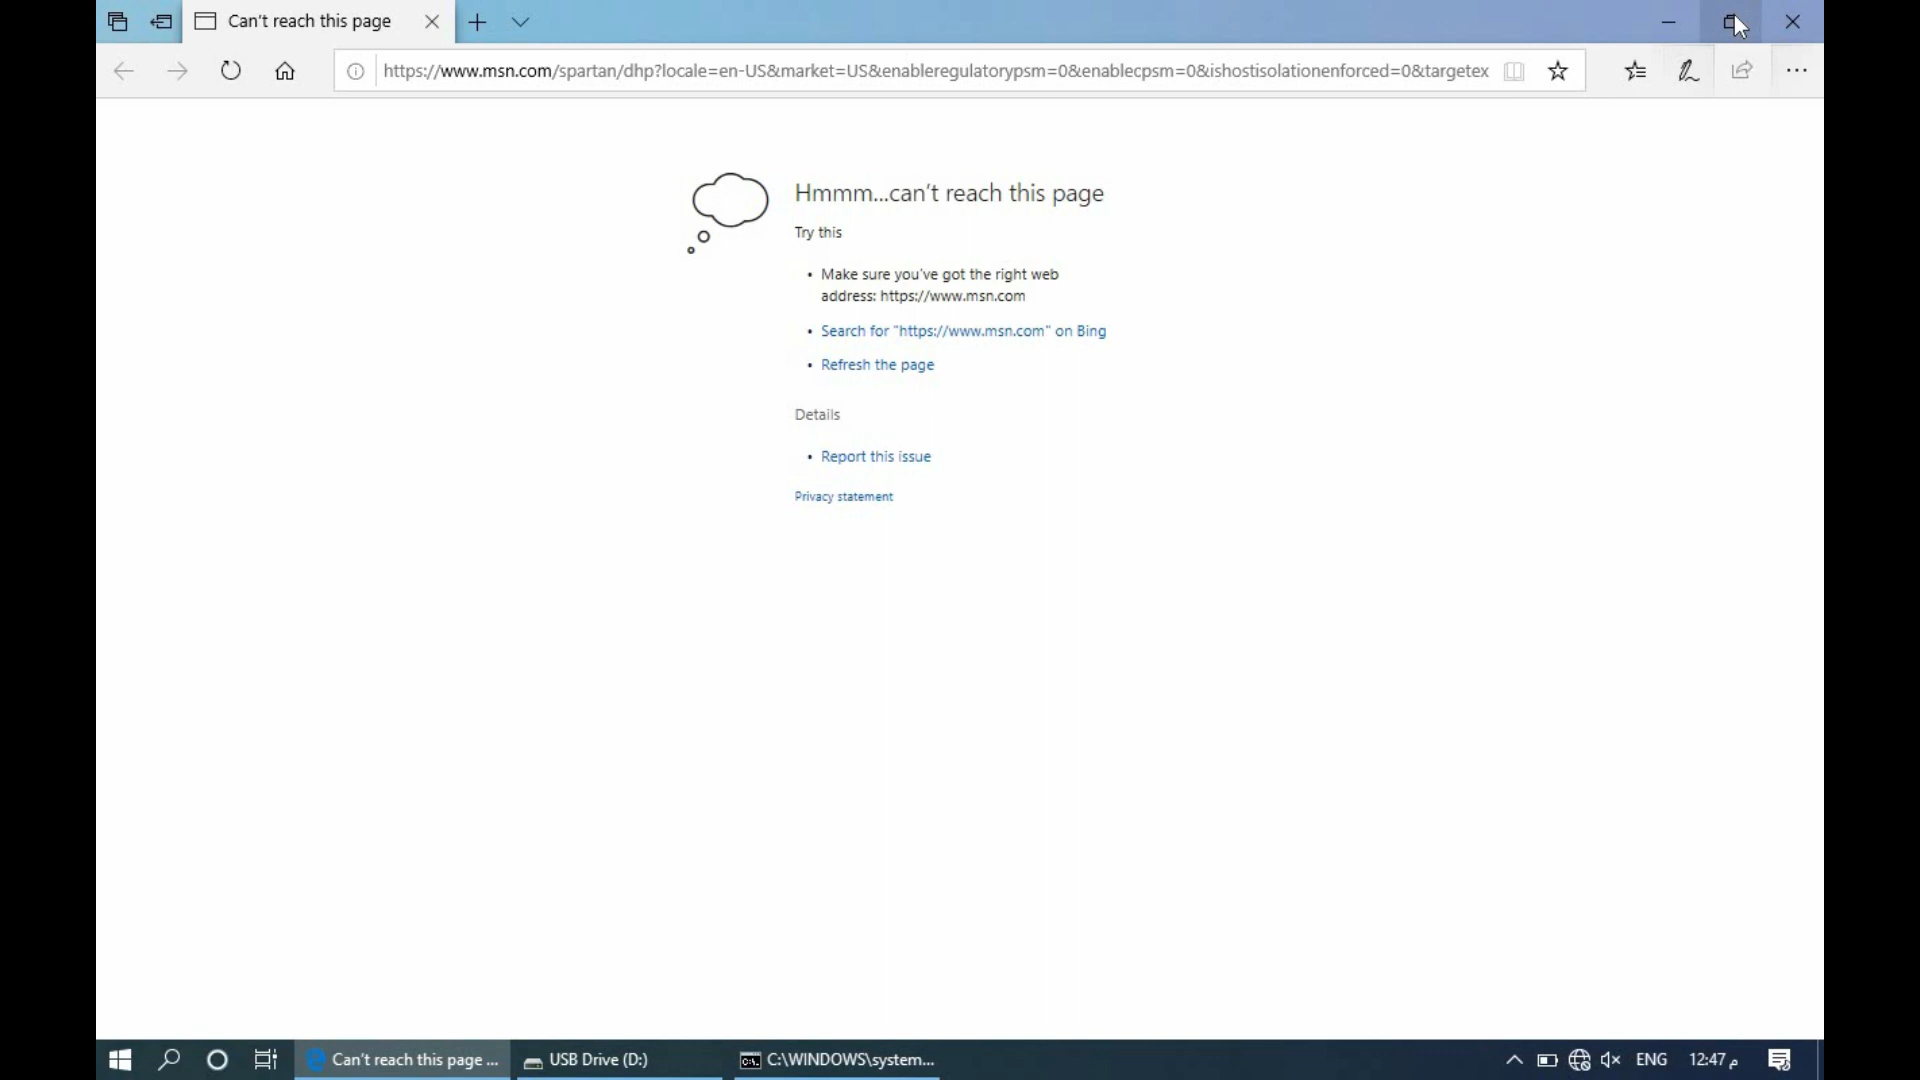 Can't reach this page
https://www.msn.com/spartan/dhp?locale=en-US&market=US&enableregulatorypsm=0&enablecpsm=0&ishostisolationenforced=0&targetex
Hmmm...can't reach this page
Try this
• Make sure you've got the right web
address: https://www.msn.com
• Search for "https://www.msn.com" on Bing
• Refresh the page
Details
• Report this issue
Privacy statement
Can't reach this page ... USB Drive (D:) C:\WINDOWS\system... ENG 12:47 م